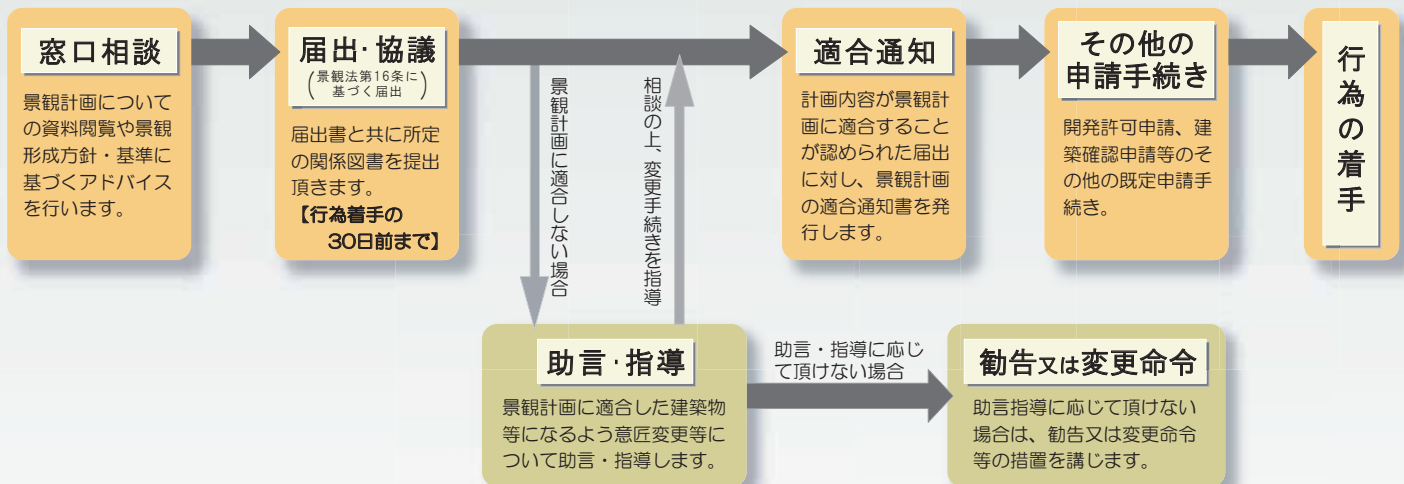 窓口相談
景観計画について
の資料閲覧や景観
形成方針・基準に
基づくアドバイス
を行います。
届出・協議
(景観法第16条に
基づく届出)
届出書と共に所定
の関係図書を提出
頂きます。
【行為着手の
30日前まで】
景観計画に適合しない場合
相談の上、変更手続きを指導
適合通知
計画内容が景観計
画に適合すること
が認められた届出
に対し、景観計画
の適合通知書を発
行します。
その他の
申請手続き
開発許可申請、建
築確認申請等のそ
の他の既定申請手
続き。
行為の着手
助言・指導
景観計画に適合した建築物
等になるよう意匠変更等に
ついて助言・指導します。
助言・指導に応じ
て頂けない場合
勧告又は変更命令
助言指導に応じて頂けない
場合は、勧告又は変更命令
等の措置を講じます。